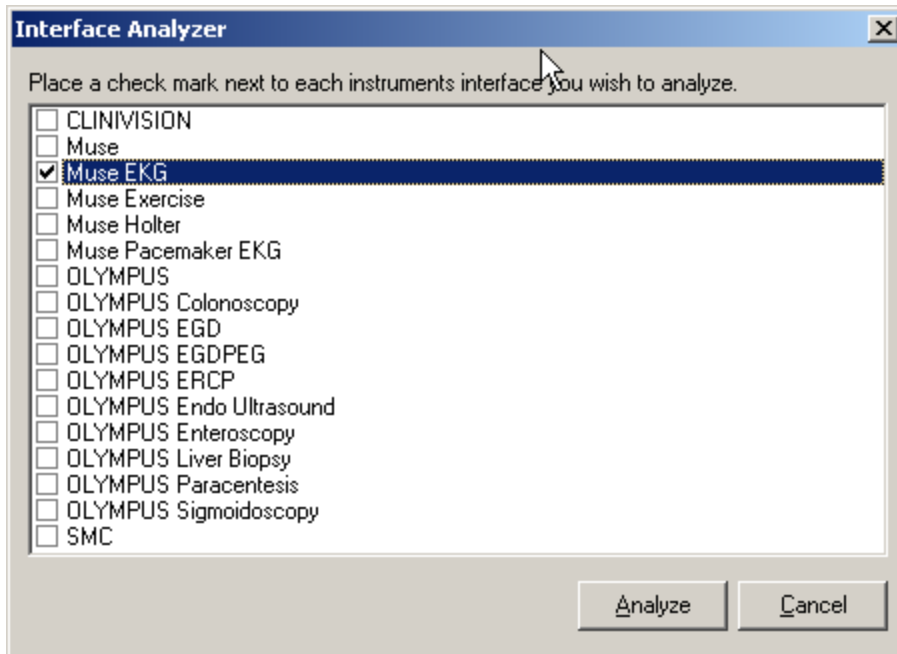 Interface Analyzer
Place a check mark next to each instruments interface you wish to analyze.
CLINIVISION
Muse
Muse EKG
Muse Exercise
Muse Holter
Muse Pacemaker EKG
OLYMPUS
OLYMPUS Colonoscopy
OLYMPUS EGD
OLYMPUS EGDPEG
OLYMPUS ERCP
OLYMPUS Endo Ultrasound
OLYMPUS Enteroscopy
OLYMPUS Liver Biopsy
OLYMPUS Paracentesis
OLYMPUS Sigmoidoscopy
SMC
Analyze Cancel